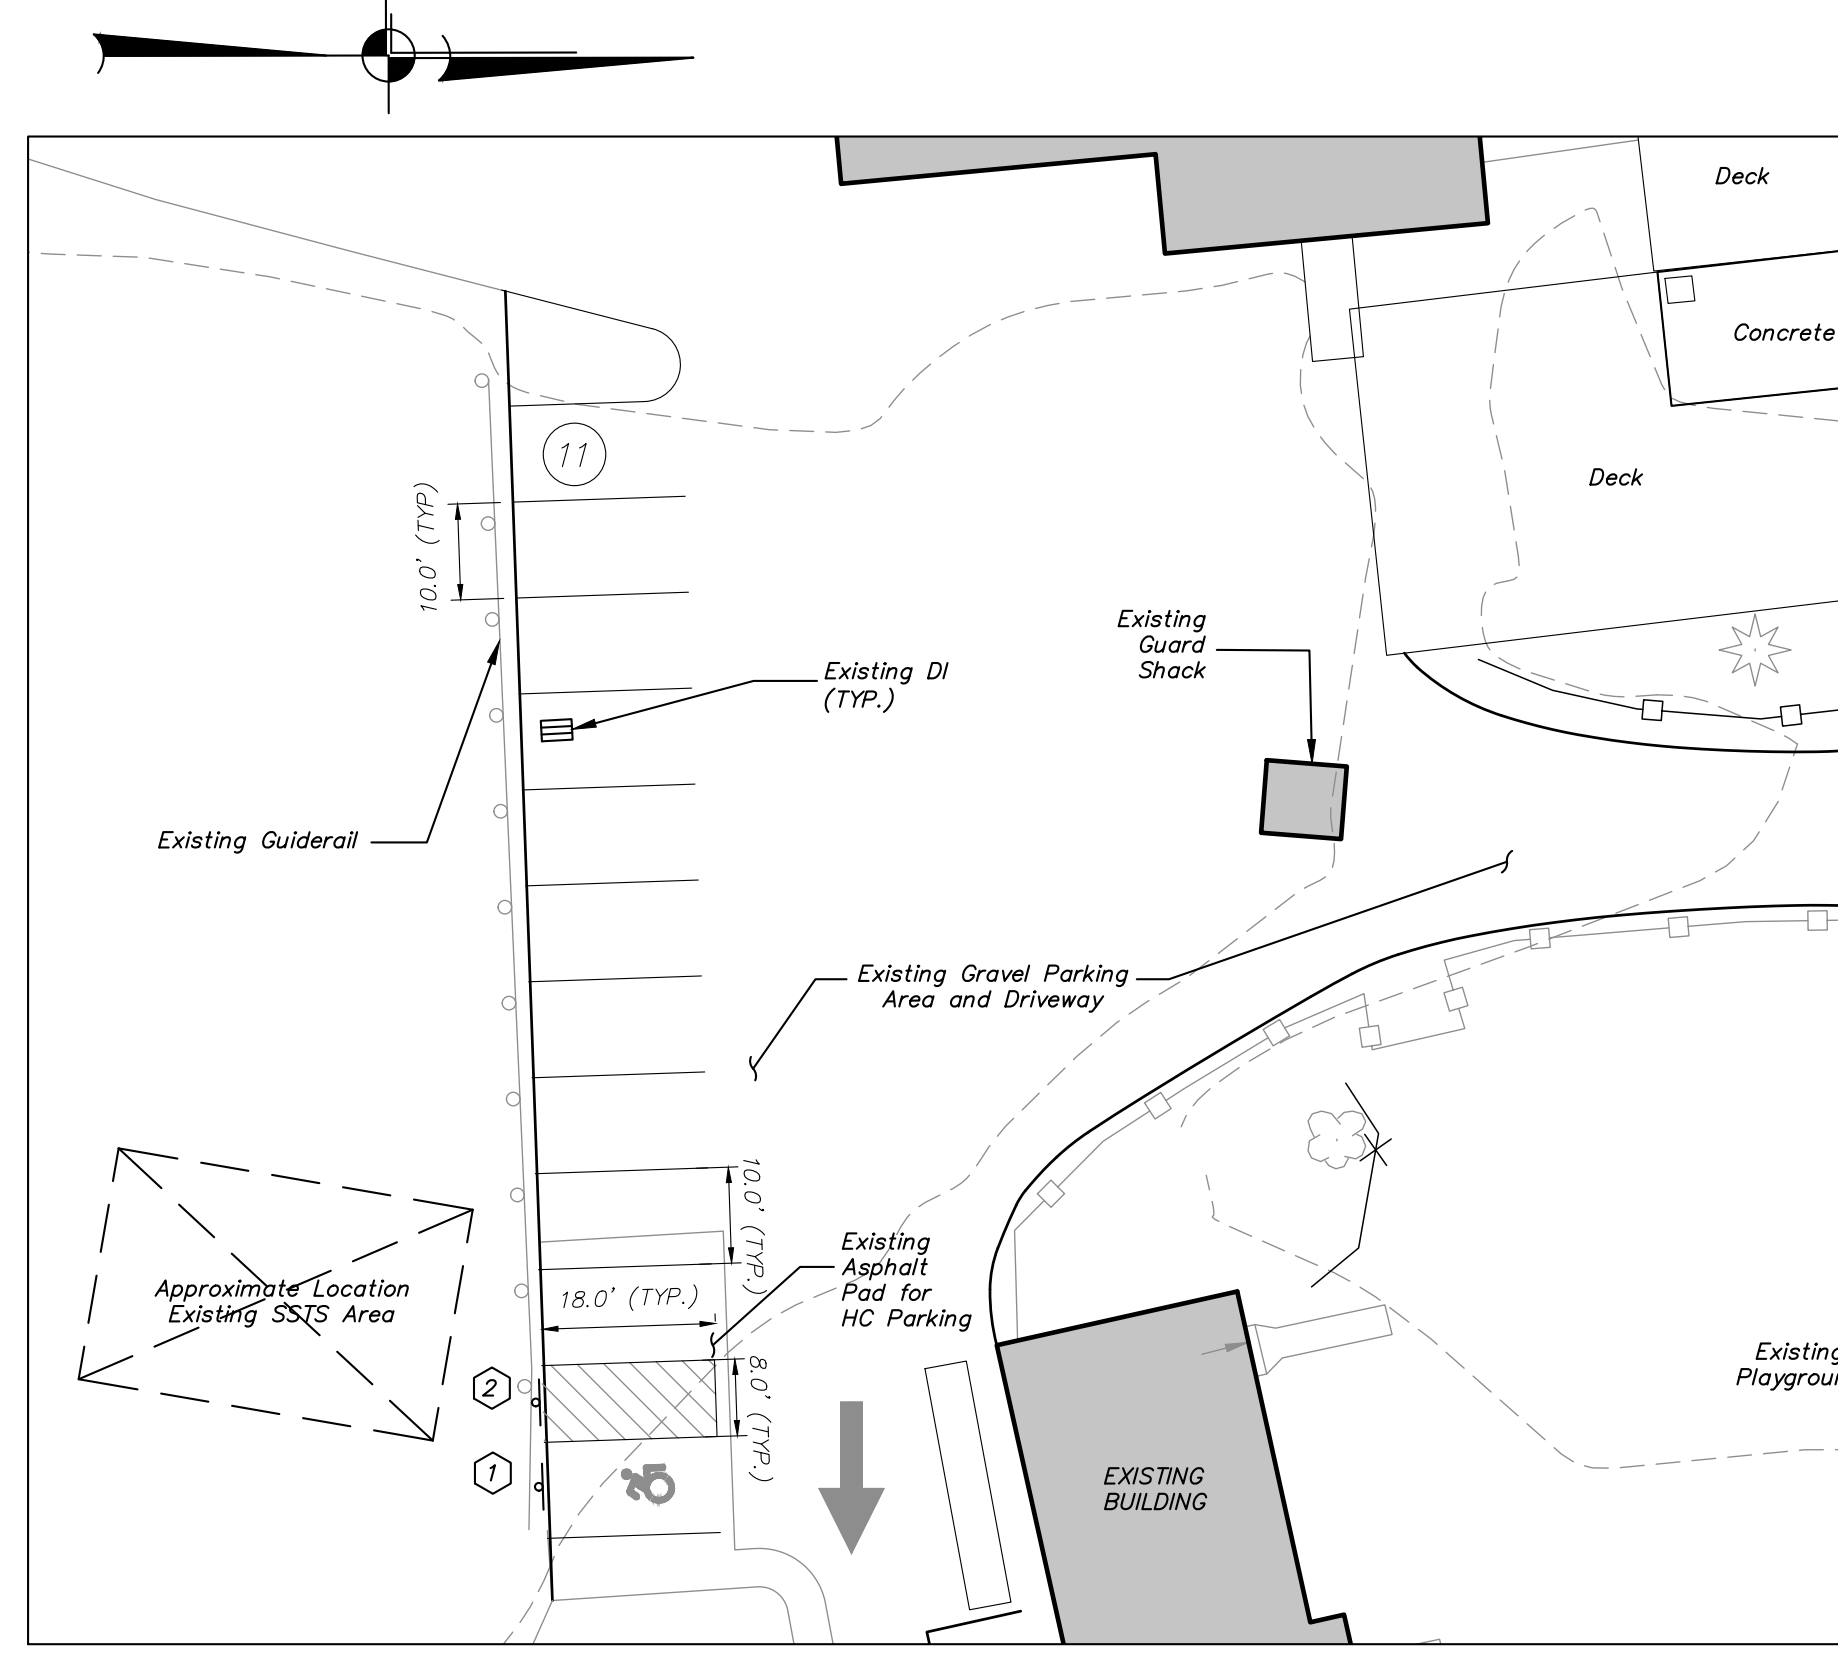 Deck
Concrete
11
Deck
10.0' (TYP)
Existing
Guard
Shack
Existing DI
(TYP.)
Existing Guiderail
Existing Gravel Parking
Area and Driveway
10.0' (TYP.)
Existing
Asphalt
Pad for
HC Parking
Approximate Location
Existing SSTS Area
18.0' (TYP.)
Existing
Playgrou
2
8.0' (TYP.)
1
EXISTING
BUILDING